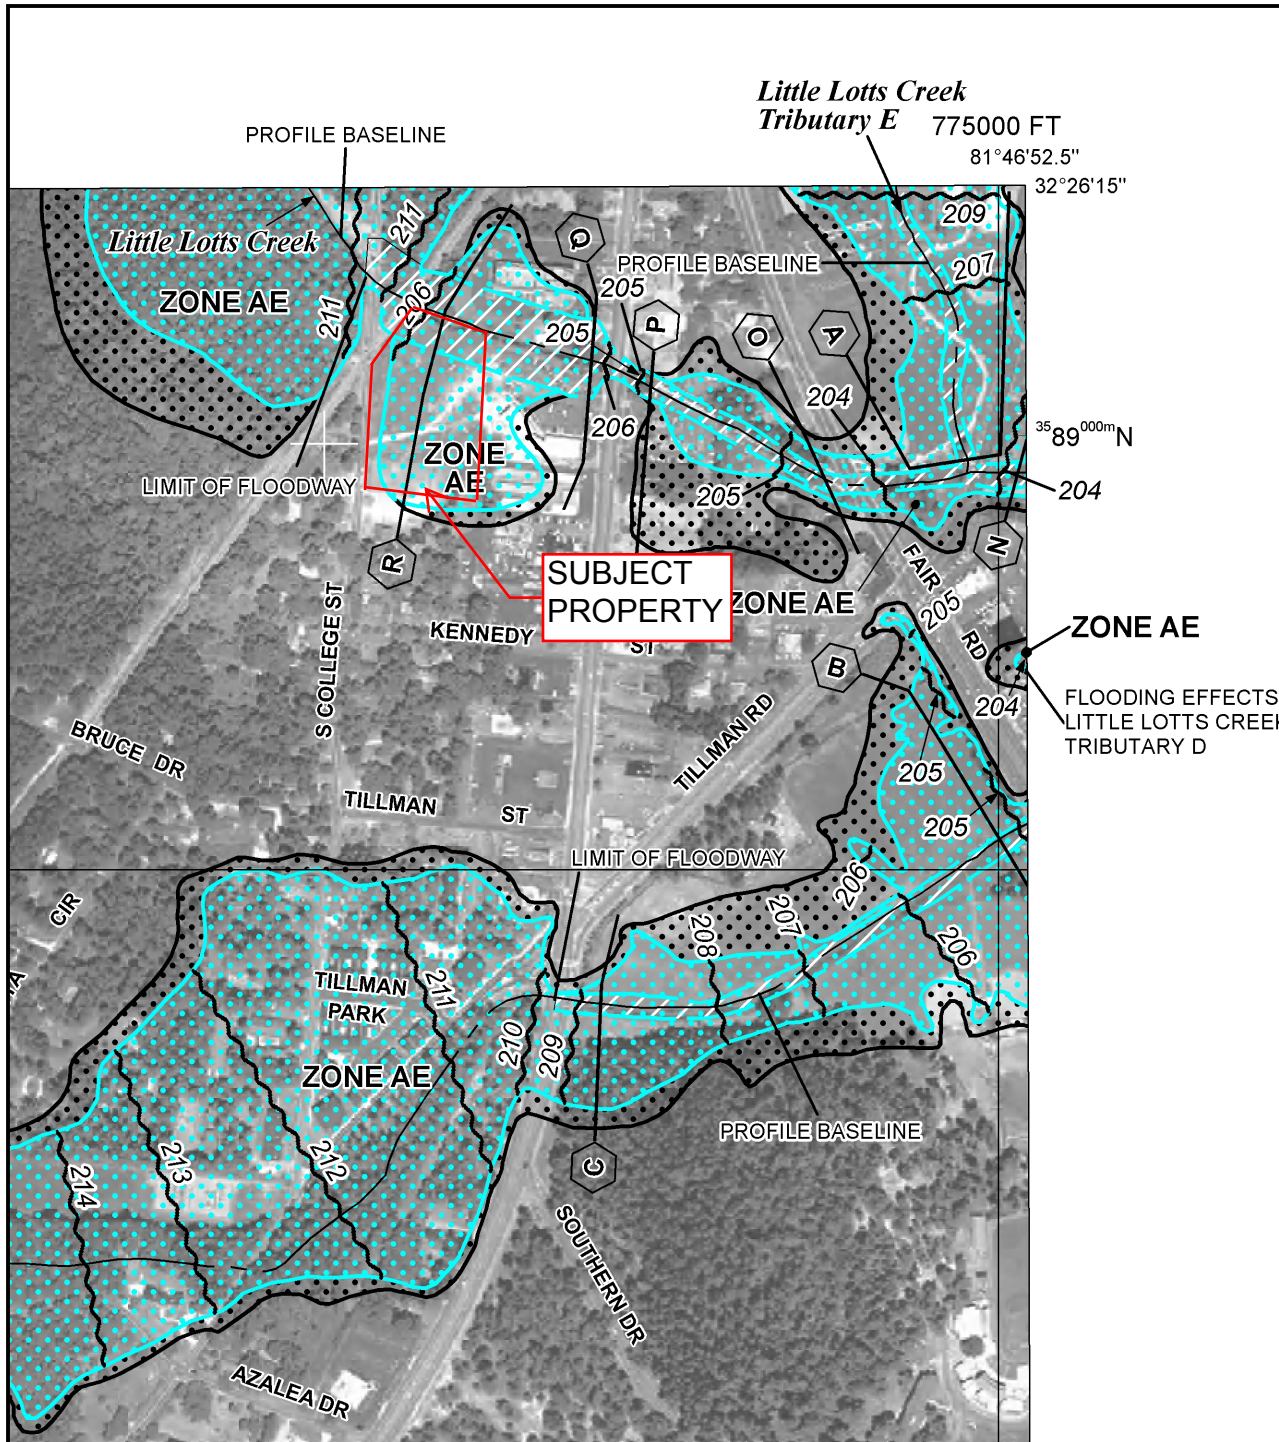 Little Lotts Creek
Tributary E
775000 FT
PROFILE BASELINE
81°46'52.5"
32°26'15"
211
209
Little Lotts Creek
Q
PROFILE BASELINE
207
205
ZONE AE
206
211
P
O
A
205
204
206
35 89 000m N
ZONE
AE
LIMIT OF FLOODWAY
205
204
R
N
FAIR
RD
SUBJECT
PROPERTY
ZONE AE
205
S COLLEGE ST
KENNEDY
ST
ZONE AE
B
204
FLOODING EFFECTS
LITTLE LOTTS CREEK
TRIBUTARY D
BRUCE DR
TILLMAN RD
205
TILLMAN
ST
205
LIMIT OF FLOODWAY
206
CIR
207
208
206
TILLMAN
PARK
211
210
209
ZONE AE
PROFILE BASELINE
214
213
212
C
SOUTHERN DR
AZALEA DR